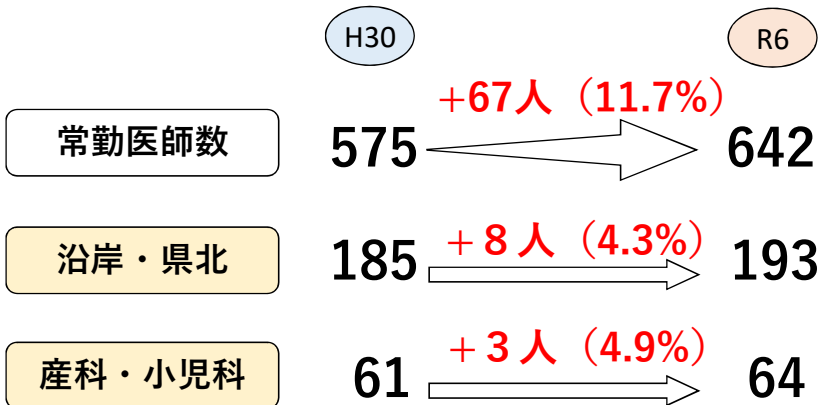 H30 R6
+67人（11.7%）
常勤医師数 575 642
+8人（4.3%）
沿岸・県北 185 193
+3人（4.9%）
産科・小児科 61 64